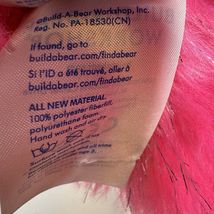 ©Build-A-Bear Workshop, Inc.
Reg. No. PA-18530(CN)
If found, go to
buildabear.com/findabear
Si l'ID a été trouvé, aller à
buildabear.com/findabear
ALL NEW MATERIAL.
100% polyester fiberfill,
polyurethane foam.
Hand wash and air dry